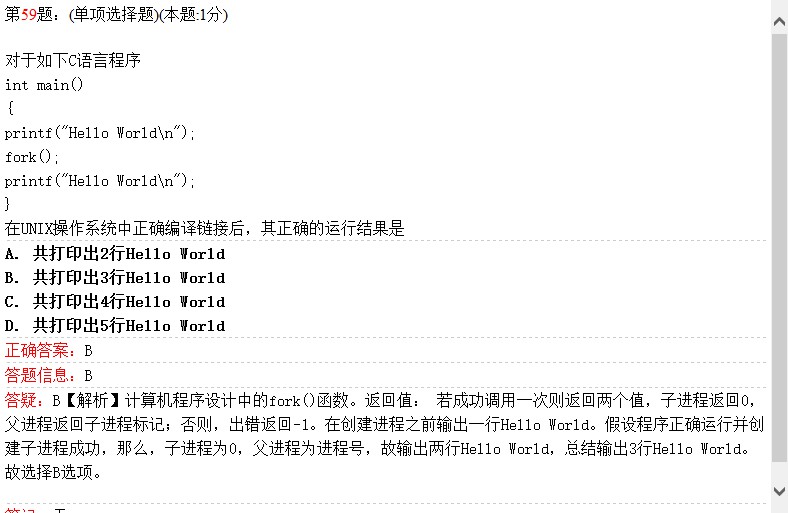 第59题：(单项选择题)(本题:1分)
对于如下C语言程序
int main()
{
printf("Hello World\n");
fork();
printf("Hello World\n");
}
在UNIX操作系统中正确编译链接后，其正确的运行结果是
A. 共打印出2行Hello World
B. 共打印出3行Hello World
C. 共打印出4行Hello World
D. 共打印出5行Hello World
正确答案：B
答题信息：B
答疑：B【解析】计算机程序设计中的fork()函数。返回值： 若成功调用一次则返回两个值，子进程返回0，
父进程返回子进程标记；否则，出错返回-1。在创建进程之前输出一行Hello World。假设程序正确运行并创
建子进程成功，那么，子进程为0，父进程为进程号，故输出两行Hello World，总结输出3行Hello World。
故选择B选项。